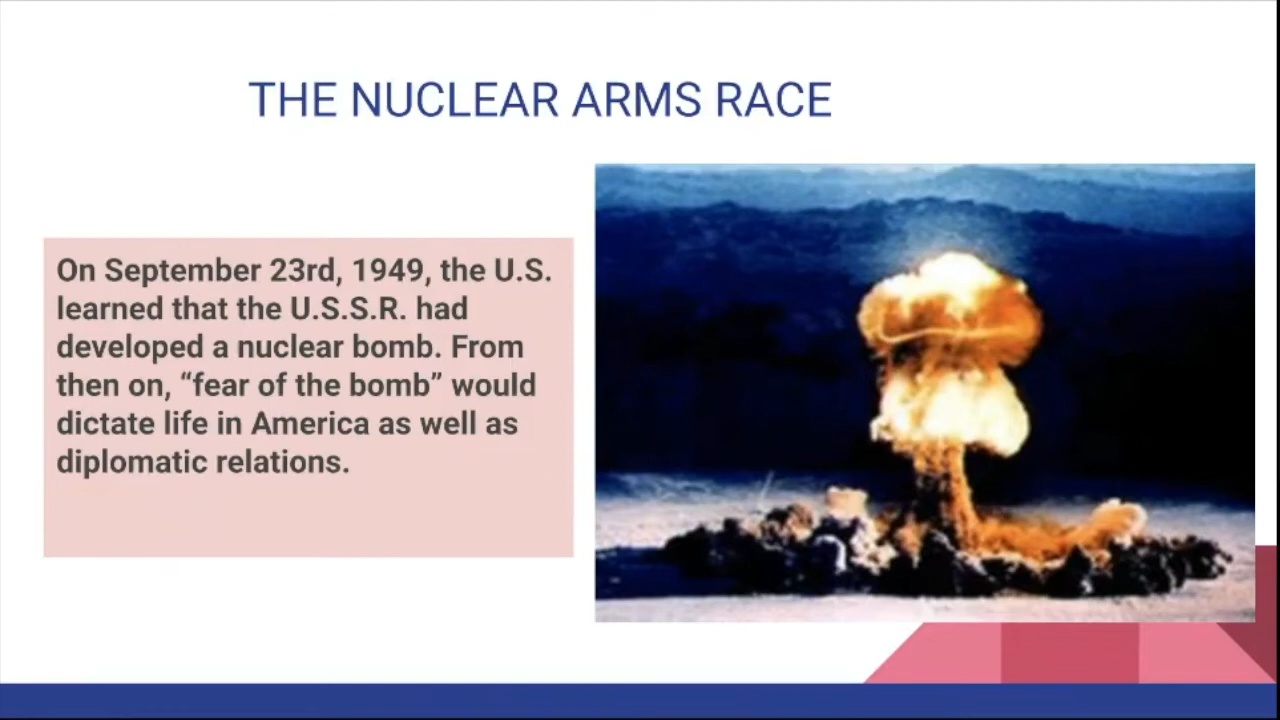 THE NUCLEAR ARMS RACE
On September 23rd, 1949, the U.S.
learned that the U.S.S.R. had
developed a nuclear bomb. From
then on, “fear of the bomb” would
dictate life in America as well as
diplomatic relations.